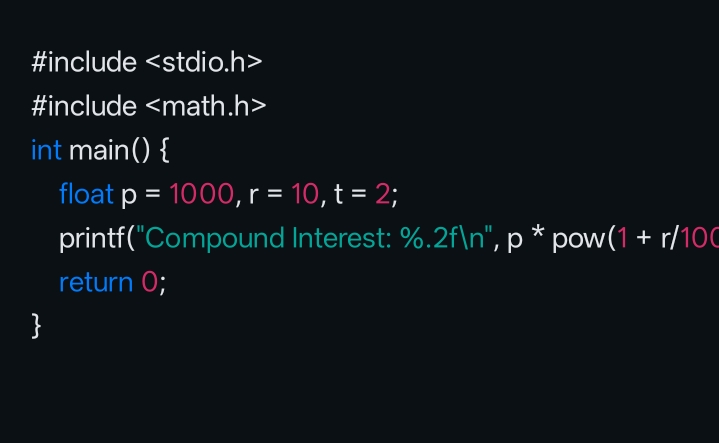 #include <stdio.h>
#include <math.h>
int main() {
float p = 1000, r = 10, t = 2;
printf("Compound Interest: %.2f\n", p * pow(1 + r/100
return 0;
}